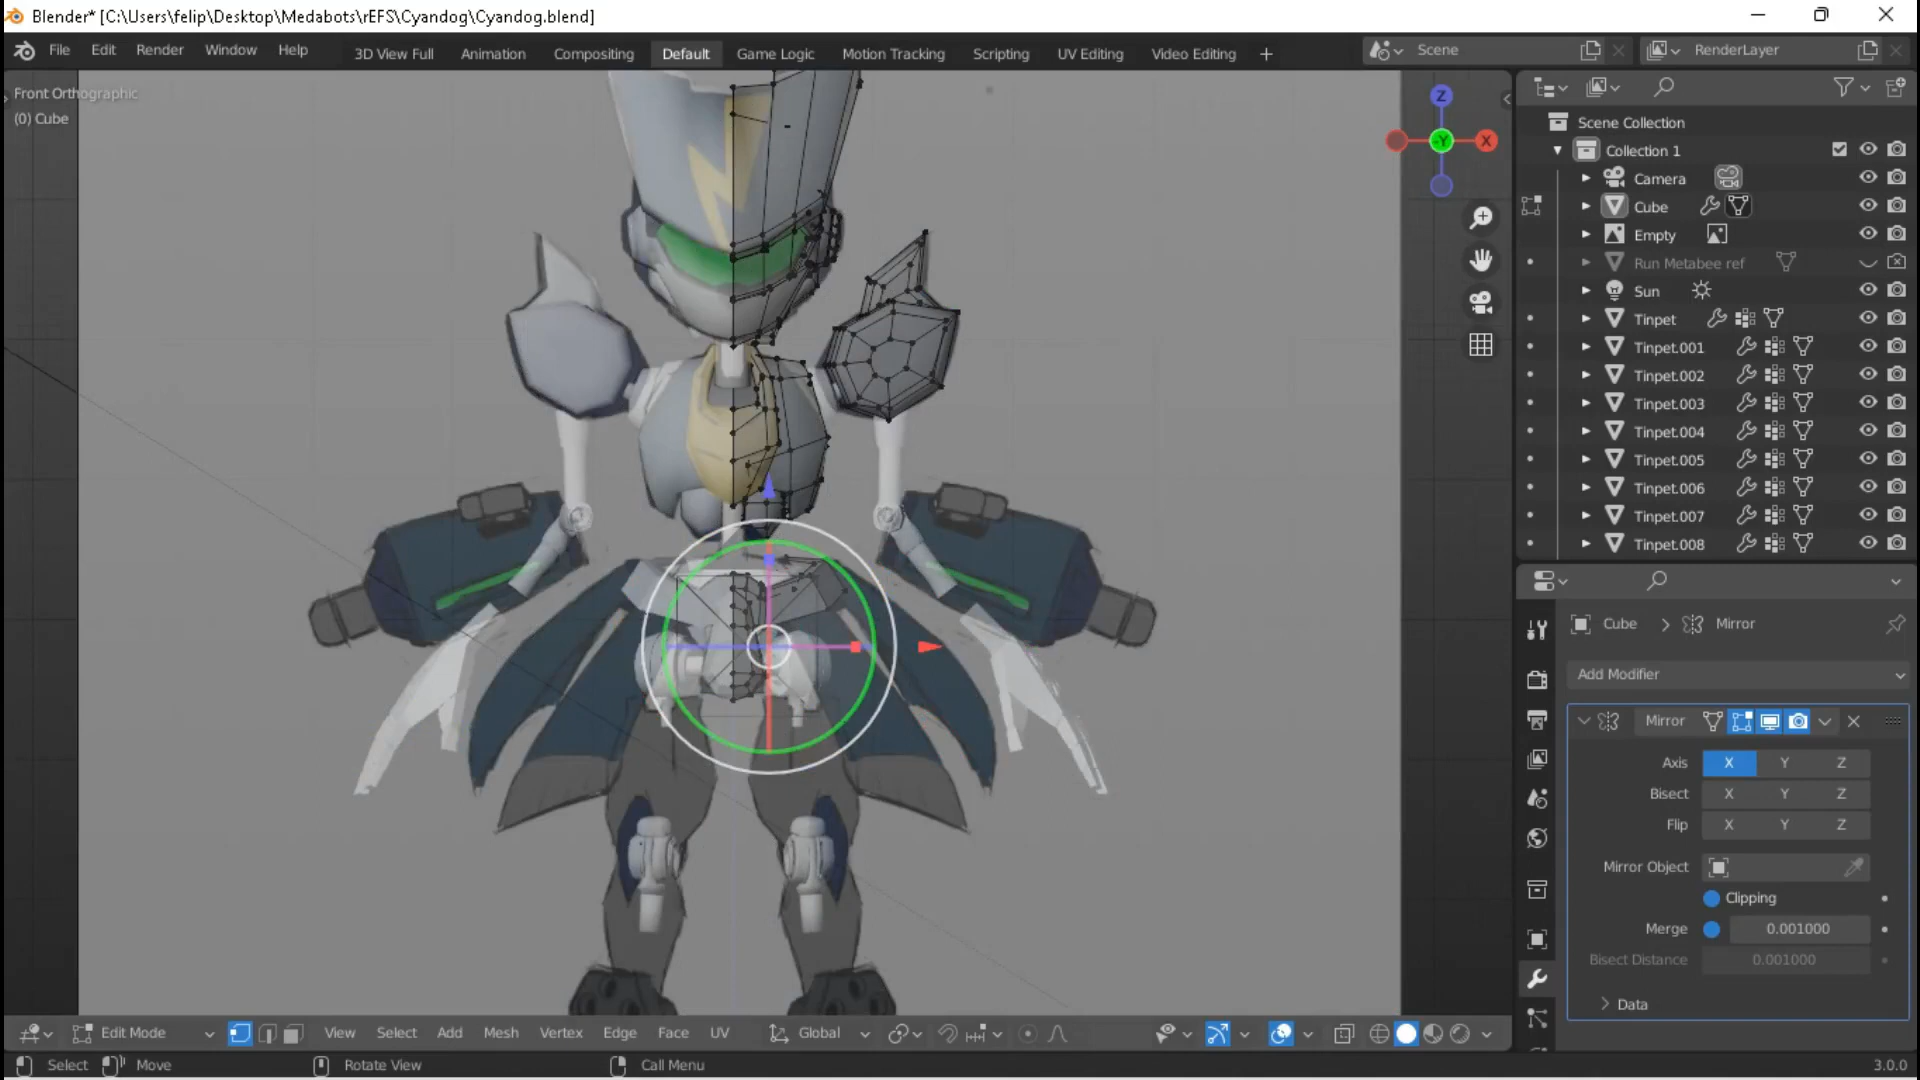 Blender* [C:\Users\felip\Desktop\Medabots\rEFS\Cyandog\Cyandog.blend]
File Edit Render Window Help 3D View Full Animation Compositing Default Game Logic Motion Tracking Scripting UV Editing Video Editing + Scene RenderLayer
Front Orthographic
(0) Cube
Z
Y
X
Scene Collection
Collection 1
Camera
Cube
Empty
Run Metabee ref
Sun
Tinpet
Tinpet.001
Tinpet.002
Tinpet.003
Tinpet.004
Tinpet.005
Tinpet.006
Tinpet.007
Tinpet.008
Cube > Mirror
Add Modifier
Mirror
Axis X Y Z
Bisect X Y Z
Flip X Y Z
Mirror Object
Clipping
Merge 0.001000
Bisect Distance 0.001000
Data
Edit Mode View Select Add Mesh Vertex Edge Face UV Global
Select Move Rotate View Call Menu 3.0.0